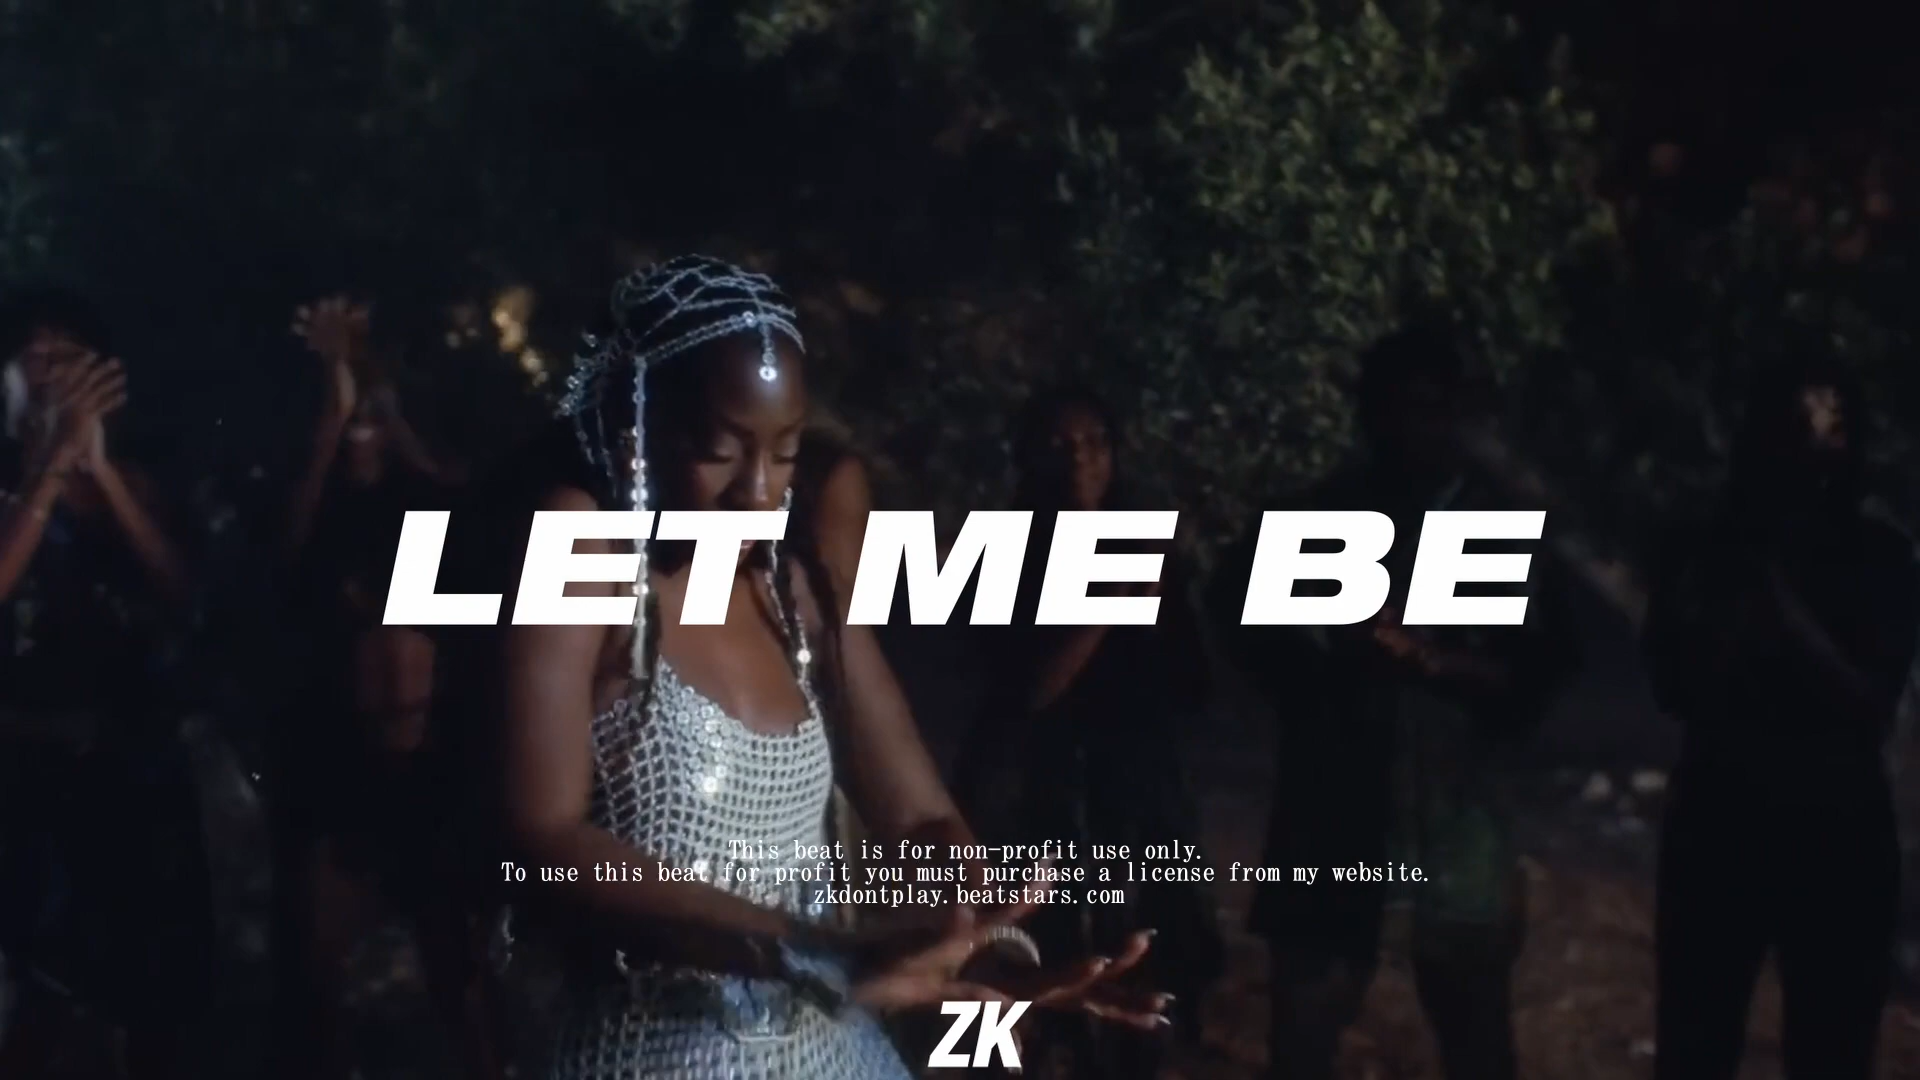 LET ME BE
This beat is for non-profit use only.
To use this beat for profit you must purchase a license from my website.
zkdontplay.beatstars.com
ZK